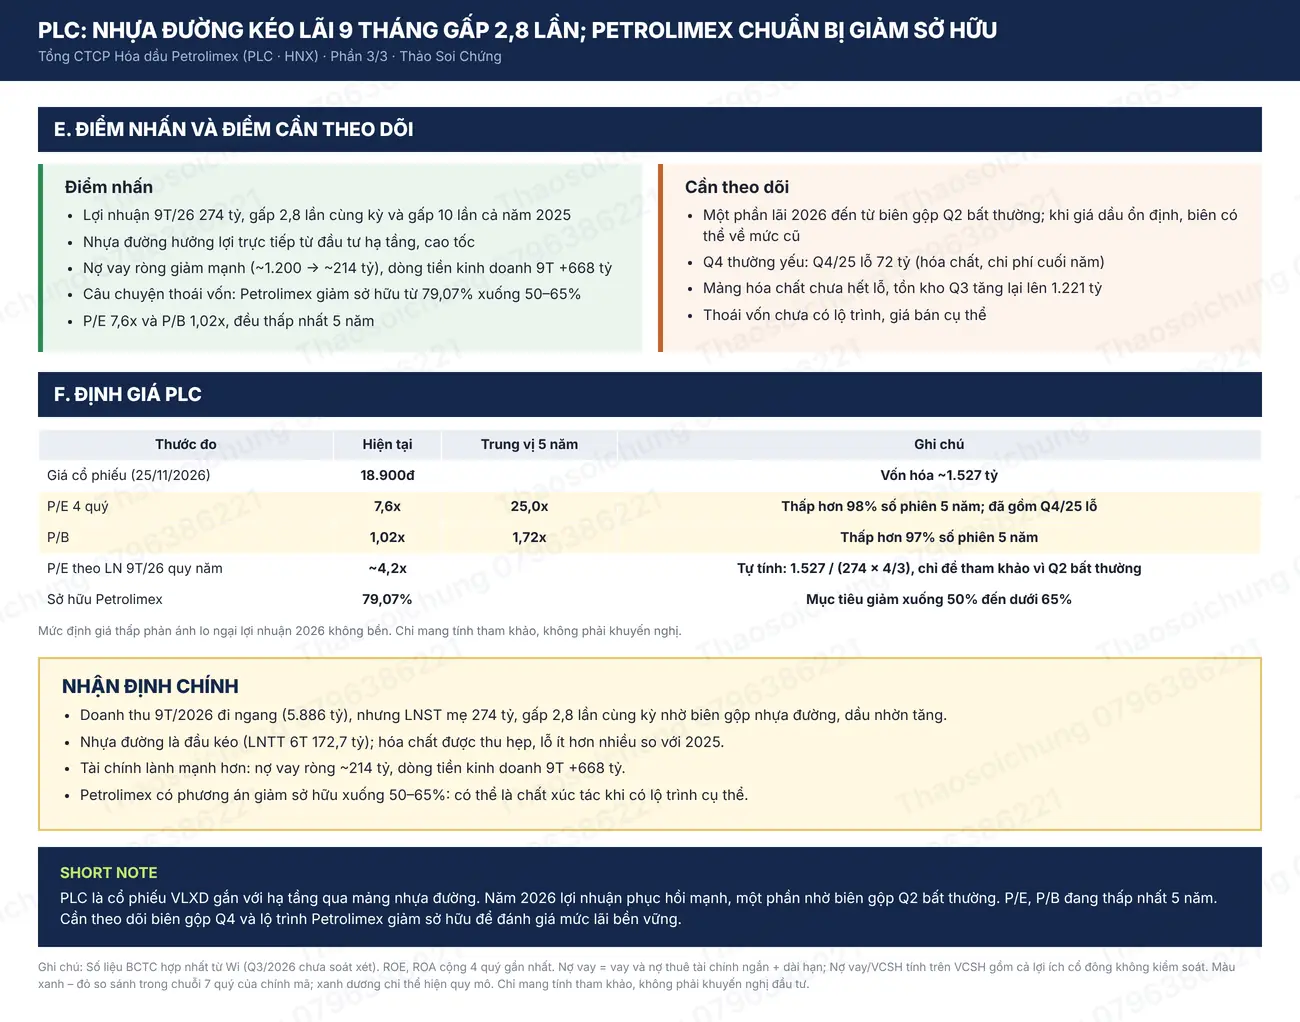 PLC: NHỰA ĐƯỜNG KÉO LÃI 9 THÁNG GẤP 2,8 LẦN; PETROLIMEX CHUẨN BỊ GIẢM SỞ HỮU
Tổng CTCP Hóa dầu Petrolimex (PLC · HNX) · Phần 3/3 · Thảo Soi Chứng
E. ĐIỂM NHẤN VÀ ĐIỂM CẦN THEO DÕI
Điểm nhấn
• Lợi nhuận 9T/26 274 tỷ, gấp 2,8 lần cùng kỳ và gấp 10 lần cả năm 2025
• Nhựa đường hưởng lợi trực tiếp từ đầu tư hạ tầng, cao tốc
• Nợ vay ròng giảm mạnh (~1.200 → ~214 tỷ), dòng tiền kinh doanh 9T +668 tỷ
• Câu chuyện thoái vốn: Petrolimex giảm sở hữu từ 79,07% xuống 50–65%
• P/E 7,6x và P/B 1,02x, đều thấp nhất 5 năm
Cần theo dõi
• Một phần lãi 2026 đến từ biên gộp Q2 bất thường; khi giá dầu ổn định, biên có
thể về mức cũ
• Q4 thường yếu: Q4/25 lỗ 72 tỷ (hóa chất, chi phí cuối năm)
• Mảng hóa chất chưa hết lỗ, tồn kho Q3 tăng lại lên 1.221 tỷ
• Thoái vốn chưa có lộ trình, giá bán cụ thể
F. ĐỊNH GIÁ PLC
Thước đo Hiện tại Trung vị 5 năm Ghi chú
Giá cổ phiếu (25/11/2026) 18.900đ Vốn hóa ~1.527 tỷ
P/E 4 quý 7,6x 25,0x Thấp hơn 98% số phiên 5 năm; đã gồm Q4/25 lỗ
P/B 1,02x 1,72x Thấp hơn 97% số phiên 5 năm
P/E theo LN 9T/26 quy năm ~4,2x Tự tính: 1.527 / (274 × 4/3), chỉ để tham khảo vì Q2 bất thường
Sở hữu Petrolimex 79,07% Mục tiêu giảm xuống 50% đến dưới 65%
Mức định giá thấp phản ánh lo ngại lợi nhuận 2026 không bền. Chỉ mang tính tham khảo, không phải khuyến nghị.
NHẬN ĐỊNH CHÍNH
• Doanh thu 9T/2026 đi ngang (5.886 tỷ), nhưng LNST mẹ 274 tỷ, gấp 2,8 lần cùng kỳ nhờ biên gộp nhựa đường, dầu nhờn tăng.
• Nhựa đường là đầu kéo (LNTT 6T 172,7 tỷ); hóa chất được thu hẹp, lỗ ít hơn nhiều so với 2025.
• Tài chính lành mạnh hơn: nợ vay ròng ~214 tỷ, dòng tiền kinh doanh 9T +668 tỷ.
• Petrolimex có phương án giảm sở hữu xuống 50–65%: có thể là chất xúc tác khi có lộ trình cụ thể.
SHORT NOTE
PLC là cổ phiếu VLXD gắn với hạ tầng qua mảng nhựa đường. Năm 2026 lợi nhuận phục hồi mạnh, một phần nhờ biên gộp Q2 bất thường. P/E, P/B đang thấp nhất 5 năm.
Cần theo dõi biên gộp Q4 và lộ trình Petrolimex giảm sở hữu để đánh giá mức lãi bền vững.
Ghi chú: Số liệu BCTC hợp nhất từ Wi (Q3/2026 chưa soát xét). ROE, ROA cộng 4 quý gần nhất. Nợ vay = vay và nợ thuê tài chính ngắn + dài hạn; Nợ vay/VCSH tính trên VCSH gồm cả lợi ích cổ đông không kiểm soát. Màu
xanh – đỏ so sánh trong chuỗi 7 quý của chính mã; xanh dương chỉ thể hiện quy mô. Chỉ mang tính tham khảo, không phải khuyến nghị đầu tư.
Thaosoichung 0796386221